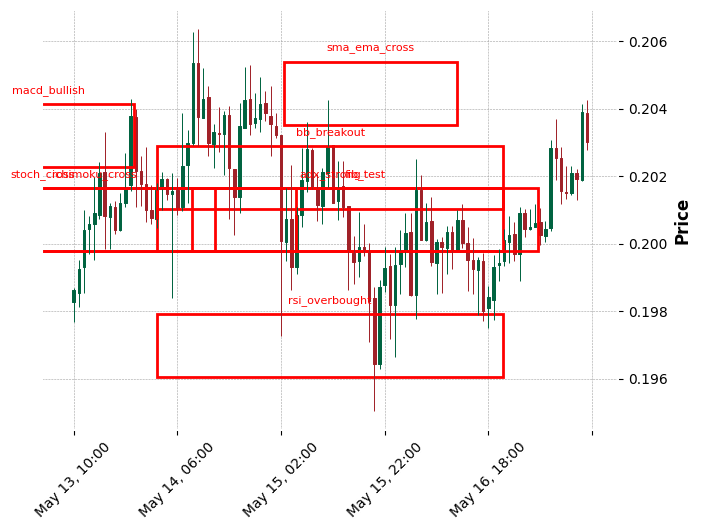 sma_ema_cross
0.206
macd_bullish
0.204
bb_breakout
stoch_cross
ichimoku_cross
fib_test
0.202
0.200
Price
rsi_overbought
0.198
0.196
May 13, 10:00
May 14, 06:00
May 15, 02:00
May 15, 22:00
May 16, 18:00